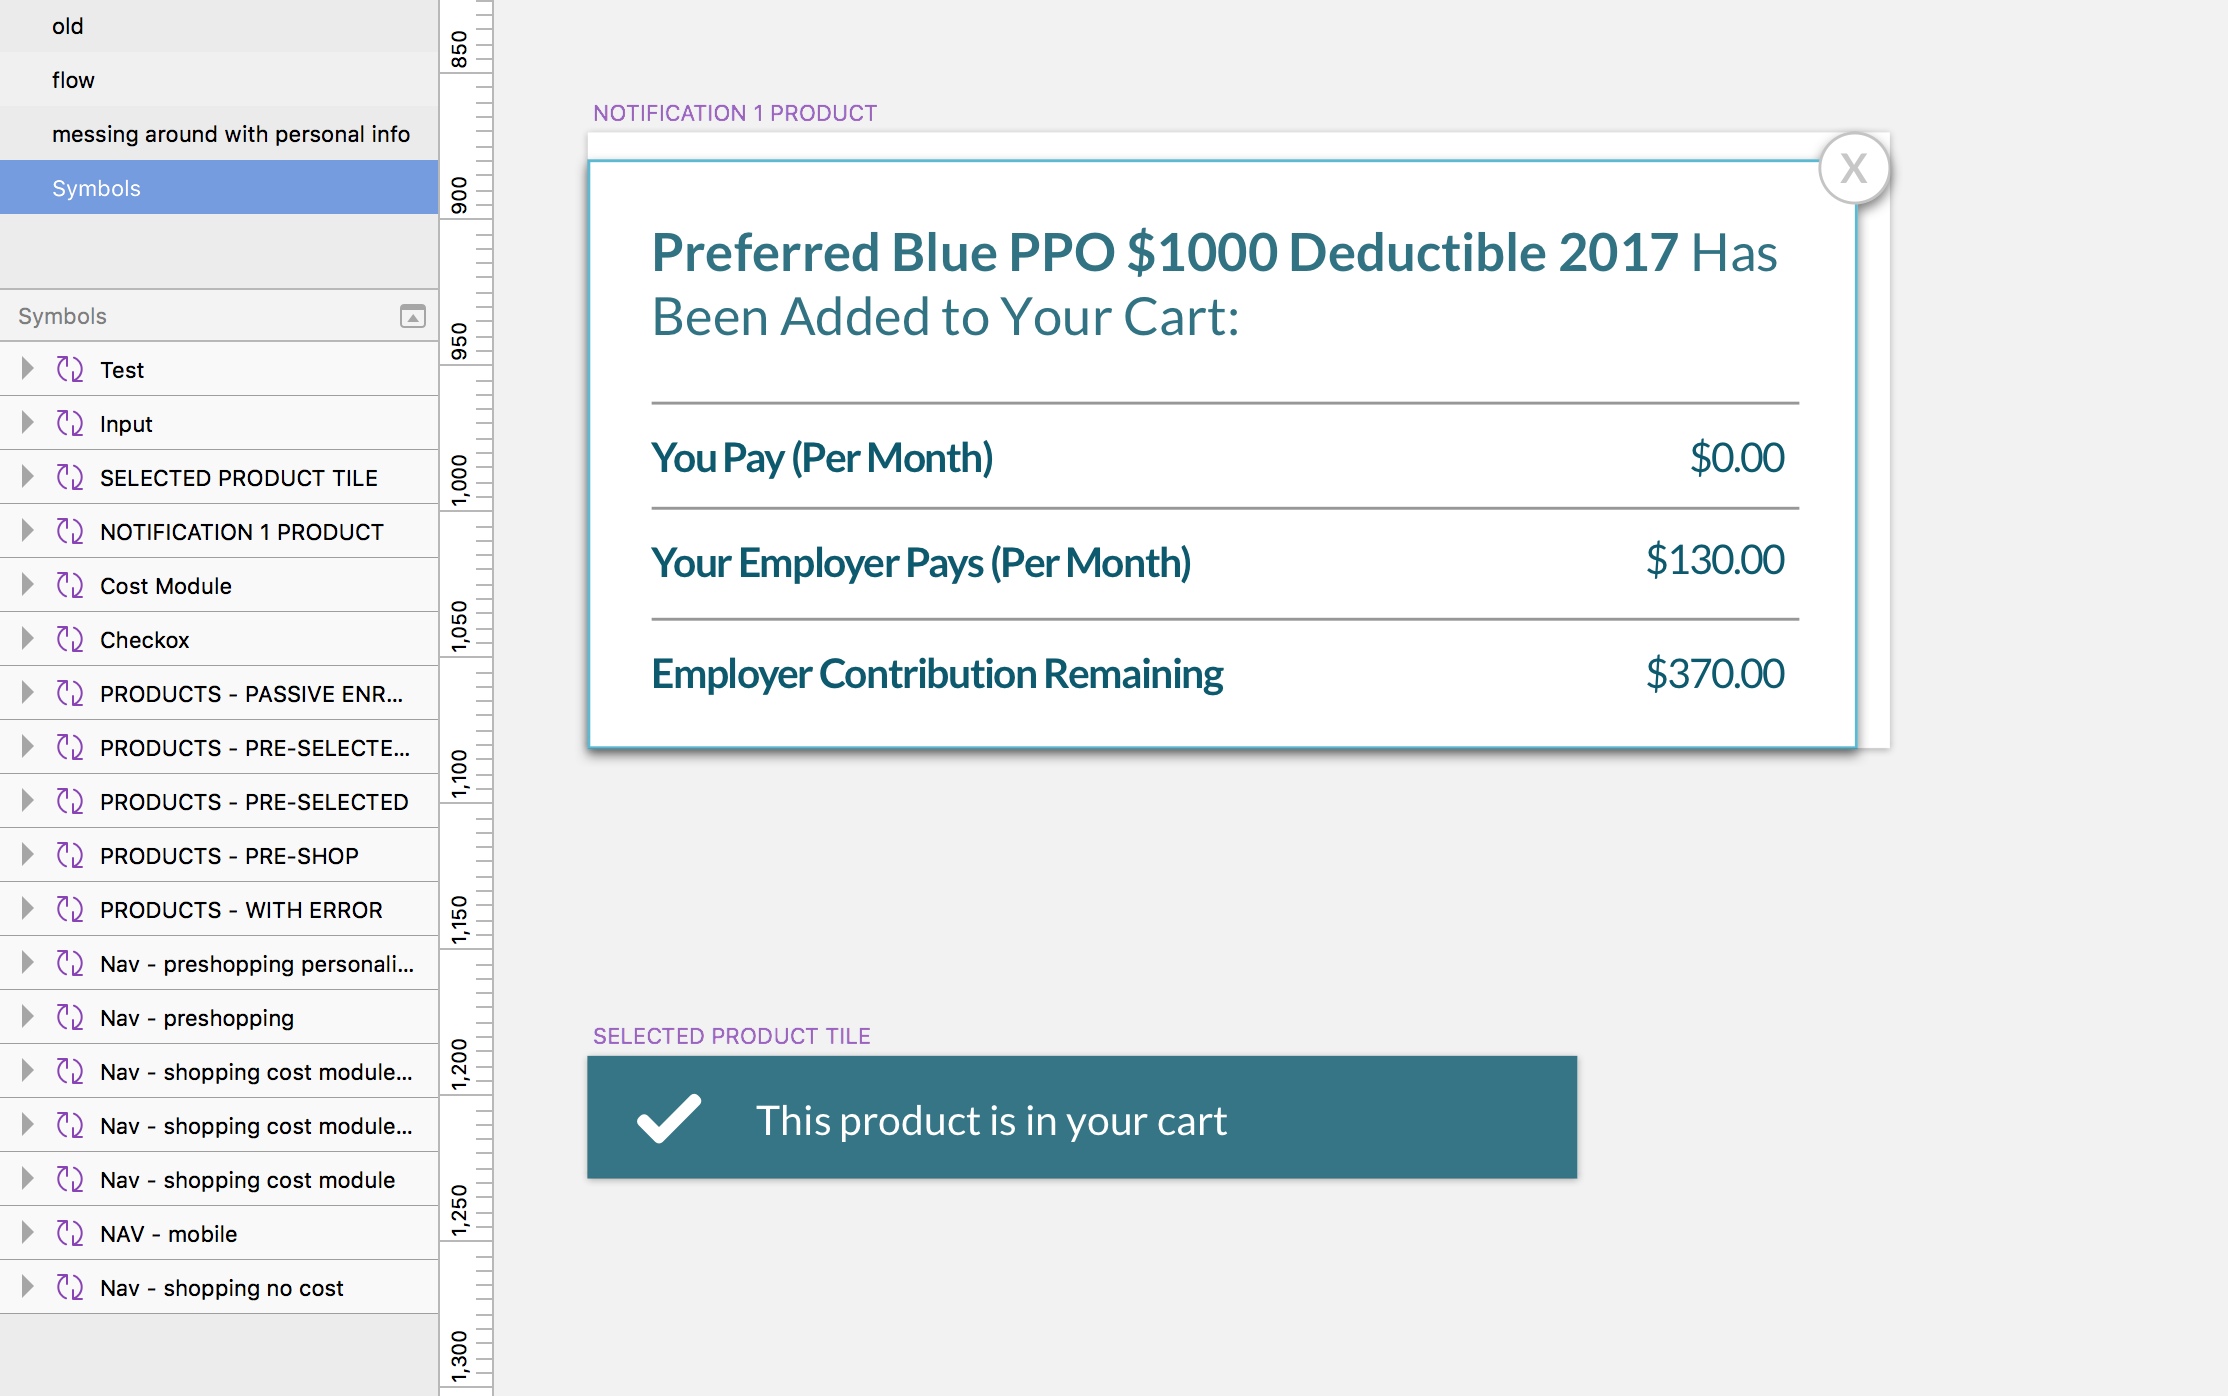 old
flow
messing around with personal info
Symbols
Symbols
Test
Input
SELECTED PRODUCT TILE
NOTIFICATION 1 PRODUCT
Cost Module
Checkox
PRODUCTS - PASSIVE ENR...
PRODUCTS - PRE-SELECTE...
PRODUCTS - PRE-SELECTED
PRODUCTS - PRE-SHOP
PRODUCTS - WITH ERROR
Nav - preshopping personali...
Nav - preshopping
Nav - shopping cost module...
Nav - shopping cost module...
Nav - shopping cost module
NAV - mobile
Nav - shopping no cost
850
900
950
1,000
1,050
1,100
1,150
1,200
1,250
1,300
NOTIFICATION 1 PRODUCT
X
Preferred Blue PPO $1000 Deductible 2017 Has
Been Added to Your Cart:
You Pay (Per Month) $0.00
Your Employer Pays (Per Month) $130.00
Employer Contribution Remaining $370.00
SELECTED PRODUCT TILE
This product is in your cart